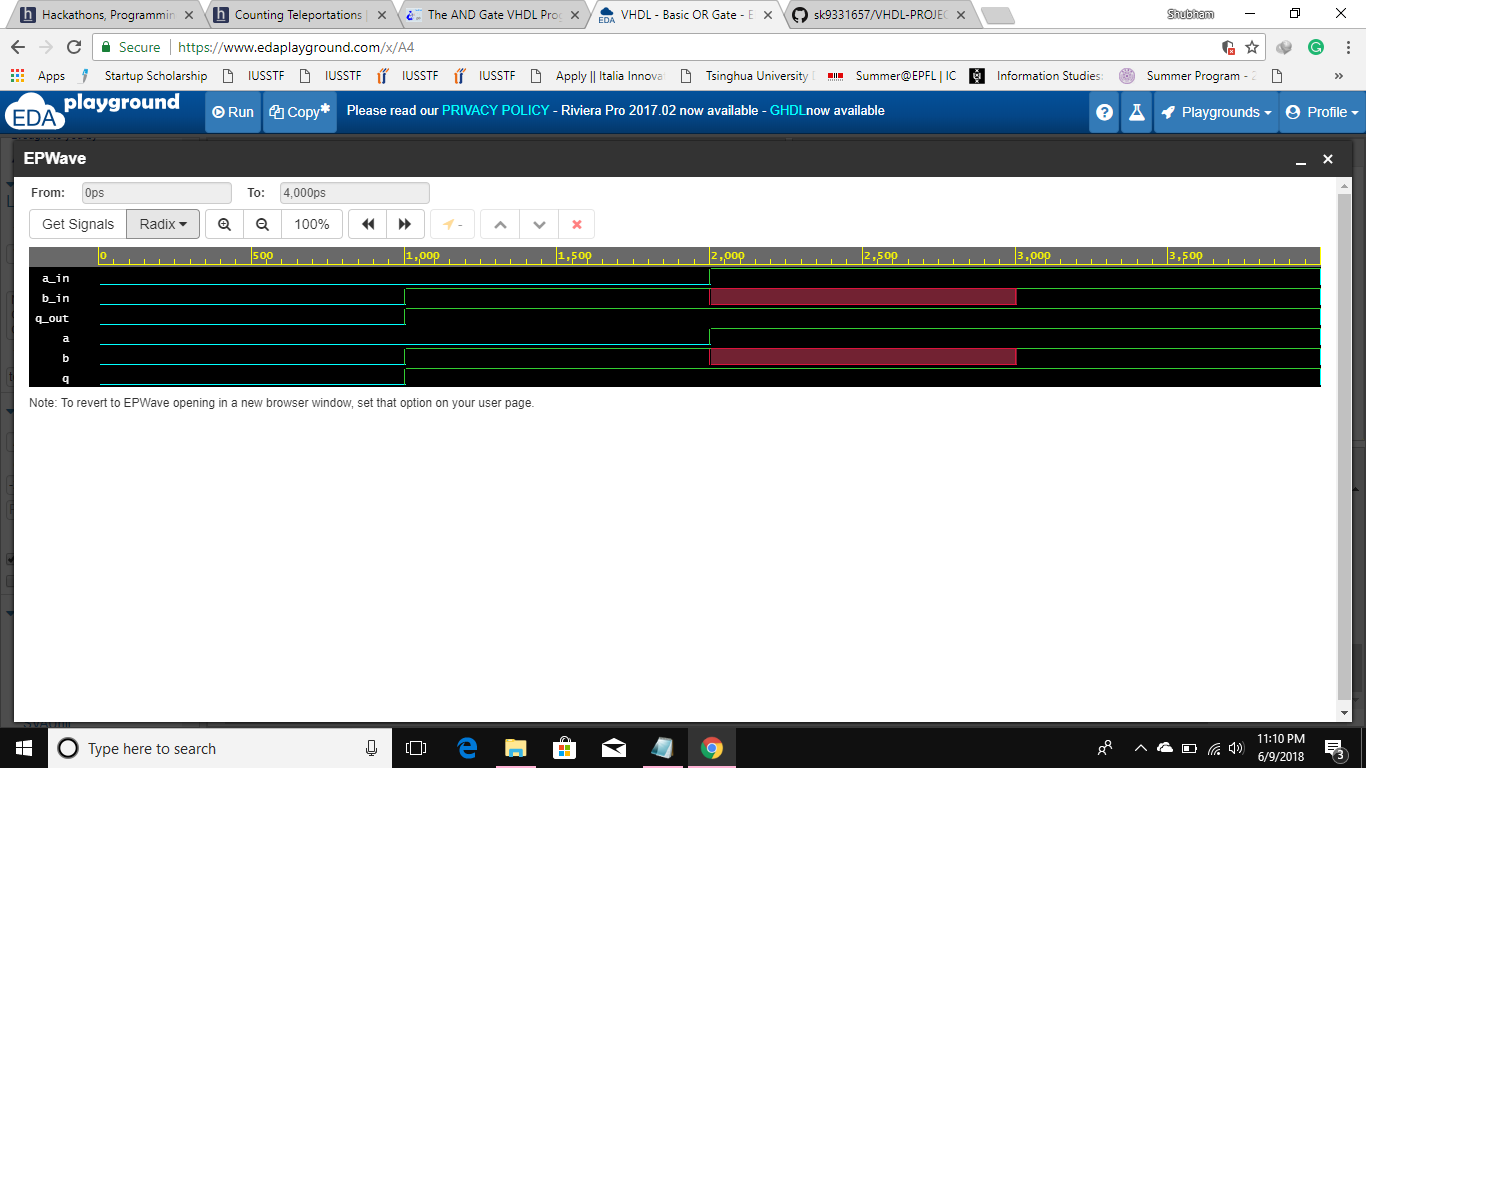 Hackathons, Programmin
Counting Teleportations |
The AND Gate VHDL Pro
VHDL - Basic OR Gate - E
sk9331657/VHDL-PROJEC
Shubham
Secure https://www.edaplayground.com/x/A4
Apps Startup Scholarship IUSSTF IUSSTF IUSSTF IUSSTF Apply || Italia Innova Tsinghua University Summer@EPFL | IC Information Studies: Summer Program - 2 »
EDA playground Run Copy* Please read our PRIVACY POLICY - Riviera Pro 2017.02 now available - GHDLnow available ? Playgrounds Profile
EPWave
From: 0ps To: 4,000ps
Get Signals Radix 100% -
0 500 1,000 1,500 2,000 2,500 3,000 3,500
a_in
b_in
q_out
a
b
q
Note: To revert to EPWave opening in a new browser window, set that option on your user page.
Type here to search
11:10 PM
6/9/2018
3